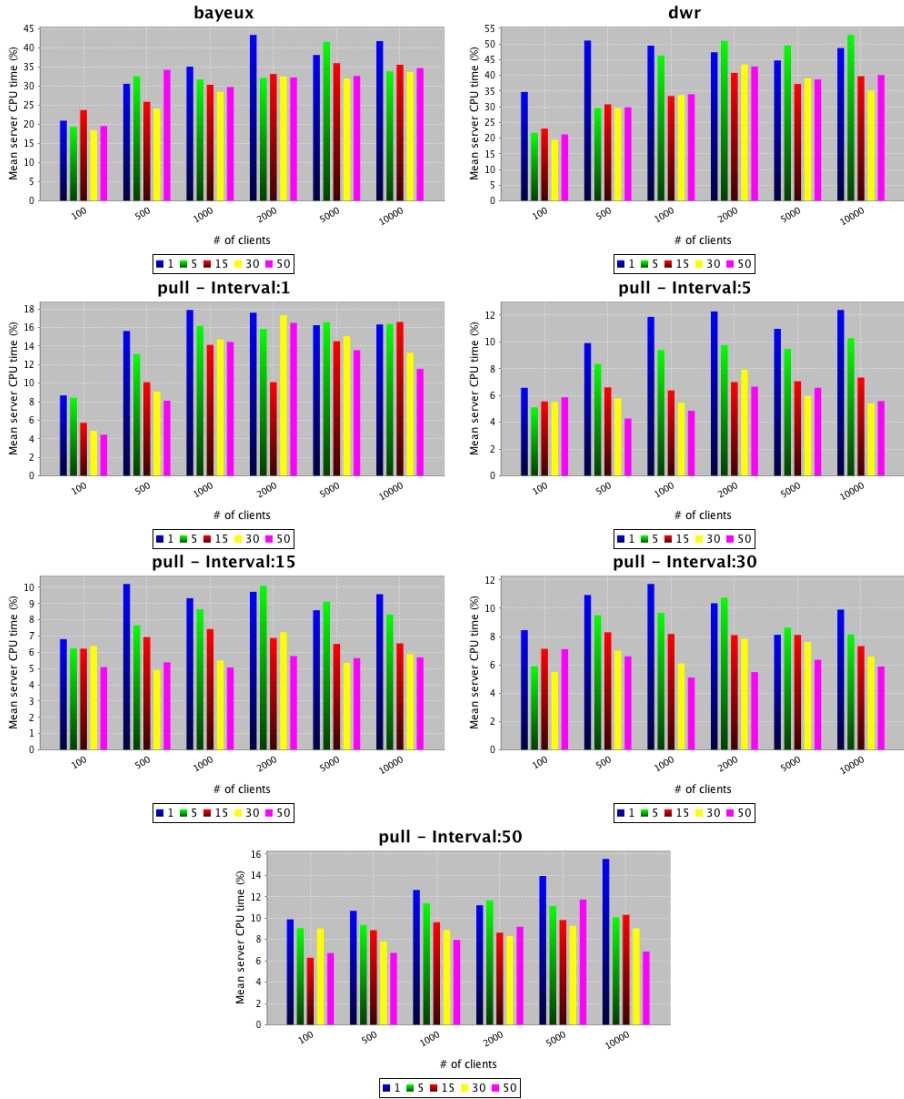 bayeux
Mean server CPU time (%)
45
40
35
30
25
20
15
10
5
0
100 500 1000 2000 5000 10000
# of clients
1 5 15 30 50
dwr
Mean server CPU time (%)
55
50
45
40
35
30
25
20
15
10
5
0
100 500 1000 2000 5000 10000
# of clients
1 5 15 30 50
pull - Interval:1
Mean server CPU time (%)
18
16
14
12
10
8
6
4
2
0
100 500 1000 2000 5000 10000
# of clients
1 5 15 30 50
pull - Interval:5
Mean server CPU time (%)
12
10
8
6
4
2
0
100 500 1000 2000 5000 10000
# of clients
1 5 15 30 50
pull - Interval:15
Mean server CPU time (%)
10
9
8
7
6
5
4
3
2
1
0
100 500 1000 2000 5000 10000
# of clients
1 5 15 30 50
pull - Interval:30
Mean server CPU time (%)
12
10
8
6
4
2
0
100 500 1000 2000 5000 10000
# of clients
1 5 15 30 50
pull - Interval:50
Mean server CPU time (%)
16
14
12
10
8
6
4
2
0
100 500 1000 2000 5000 10000
# of clients
1 5 15 30 50